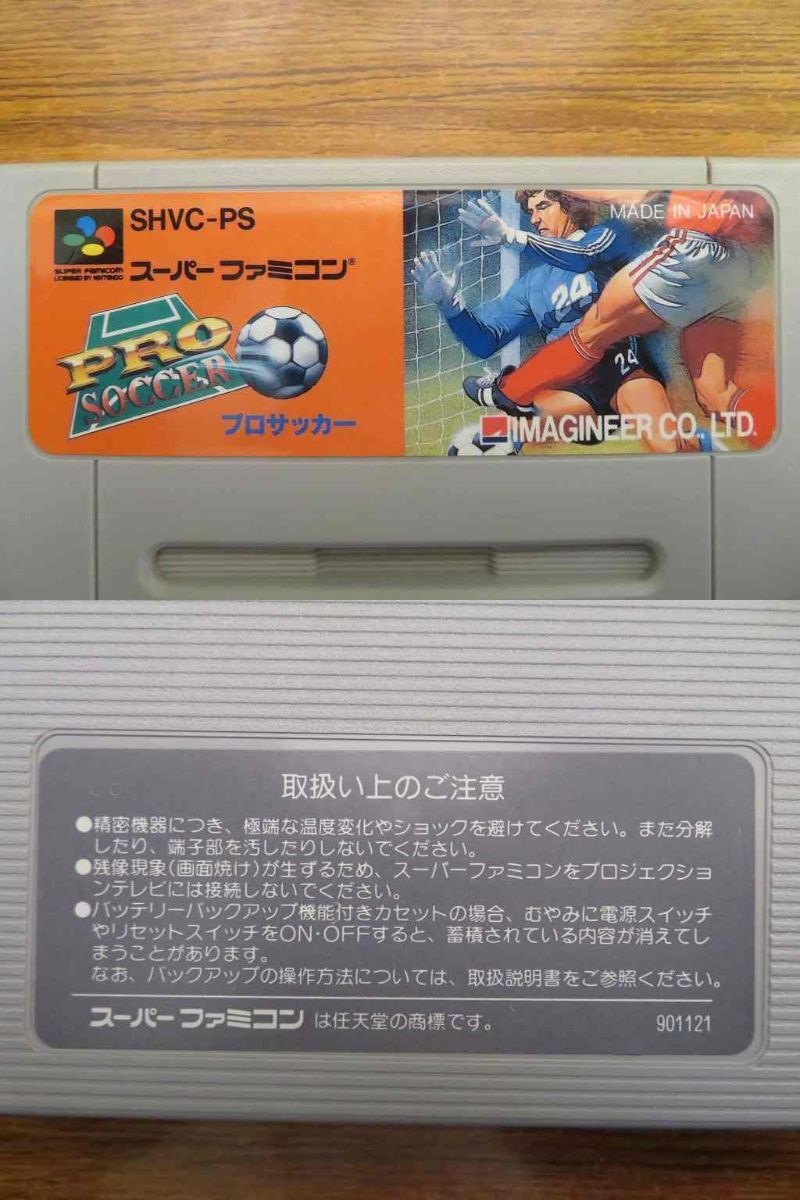 SHVC-PS
MADE IN JAPAN
SUPER FAMICOM
LICENSED BY NINTENDO
スーパーファミコン®
PRO
SOCCER
プロサッカー
24
24
IMAGINEER CO., LTD.
取扱い上のご注意
●精密機器につき、極端な温度変化やショックを避けてください。また分解
したり、端子部を汚したりしないでください。
●残像現象(画面焼け)が生ずるため、スーパーファミコンをプロジェクショ
ンテレビには接続しないでください。
●バッテリーバックアップ機能付きカセットの場合、むやみに電源スイッチ
やリセットスイッチをON・OFFすると、蓄積されている内容が消えてし
まうことがあります。
なお、バックアップの操作方法については、取扱説明書をご参照ください。
スーパーファミコン は任天堂の商標です。
901121